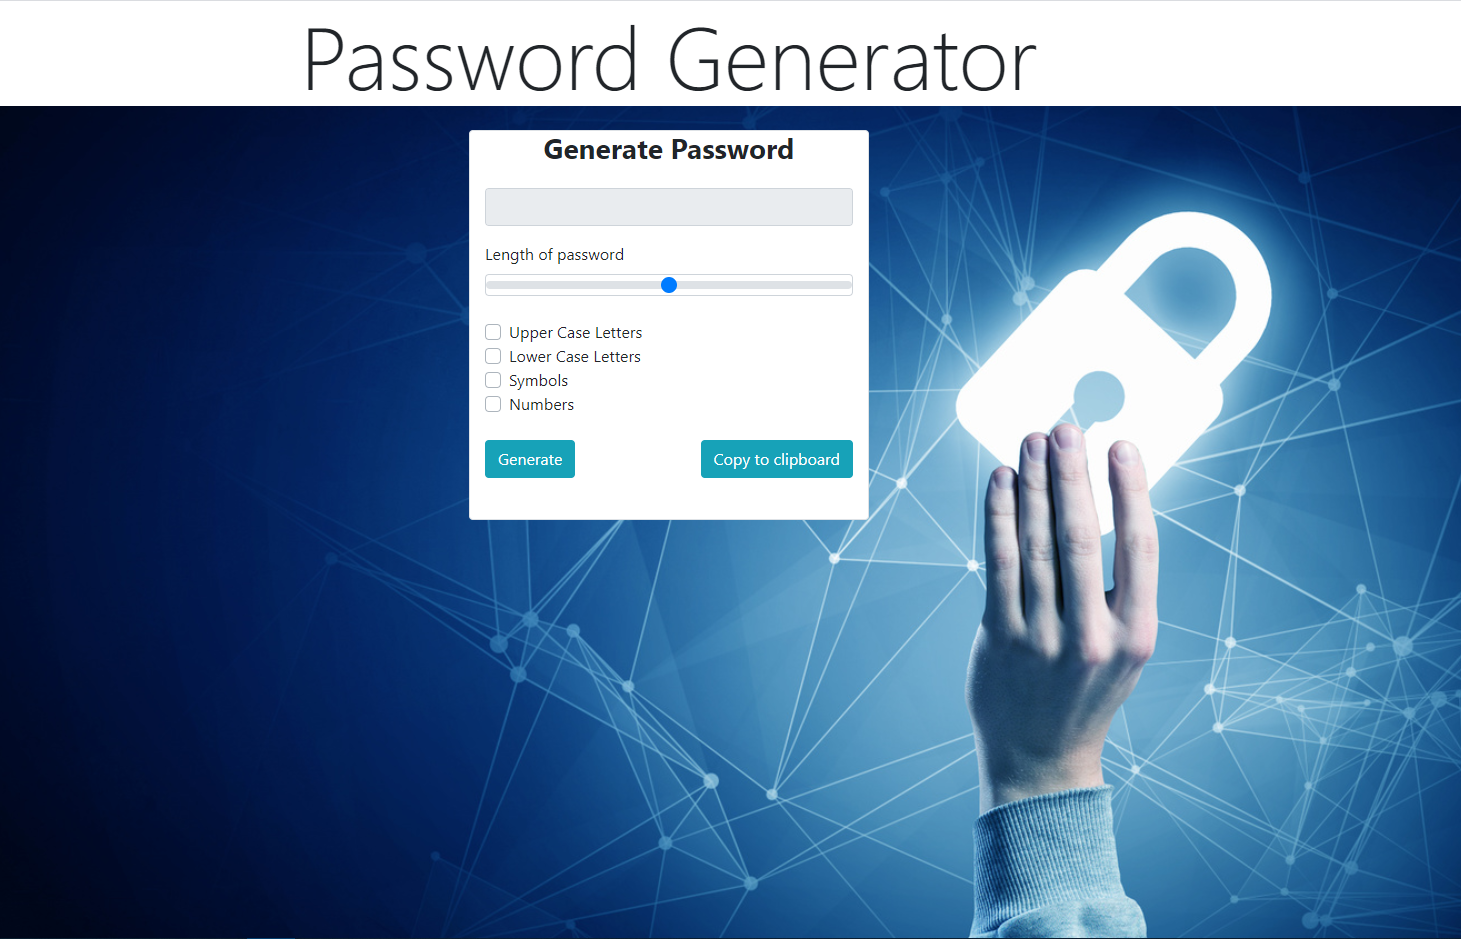 Password Generator
Generate Password
Length of password
Upper Case Letters
Lower Case Letters
Symbols
Numbers
Generate
Copy to clipboard